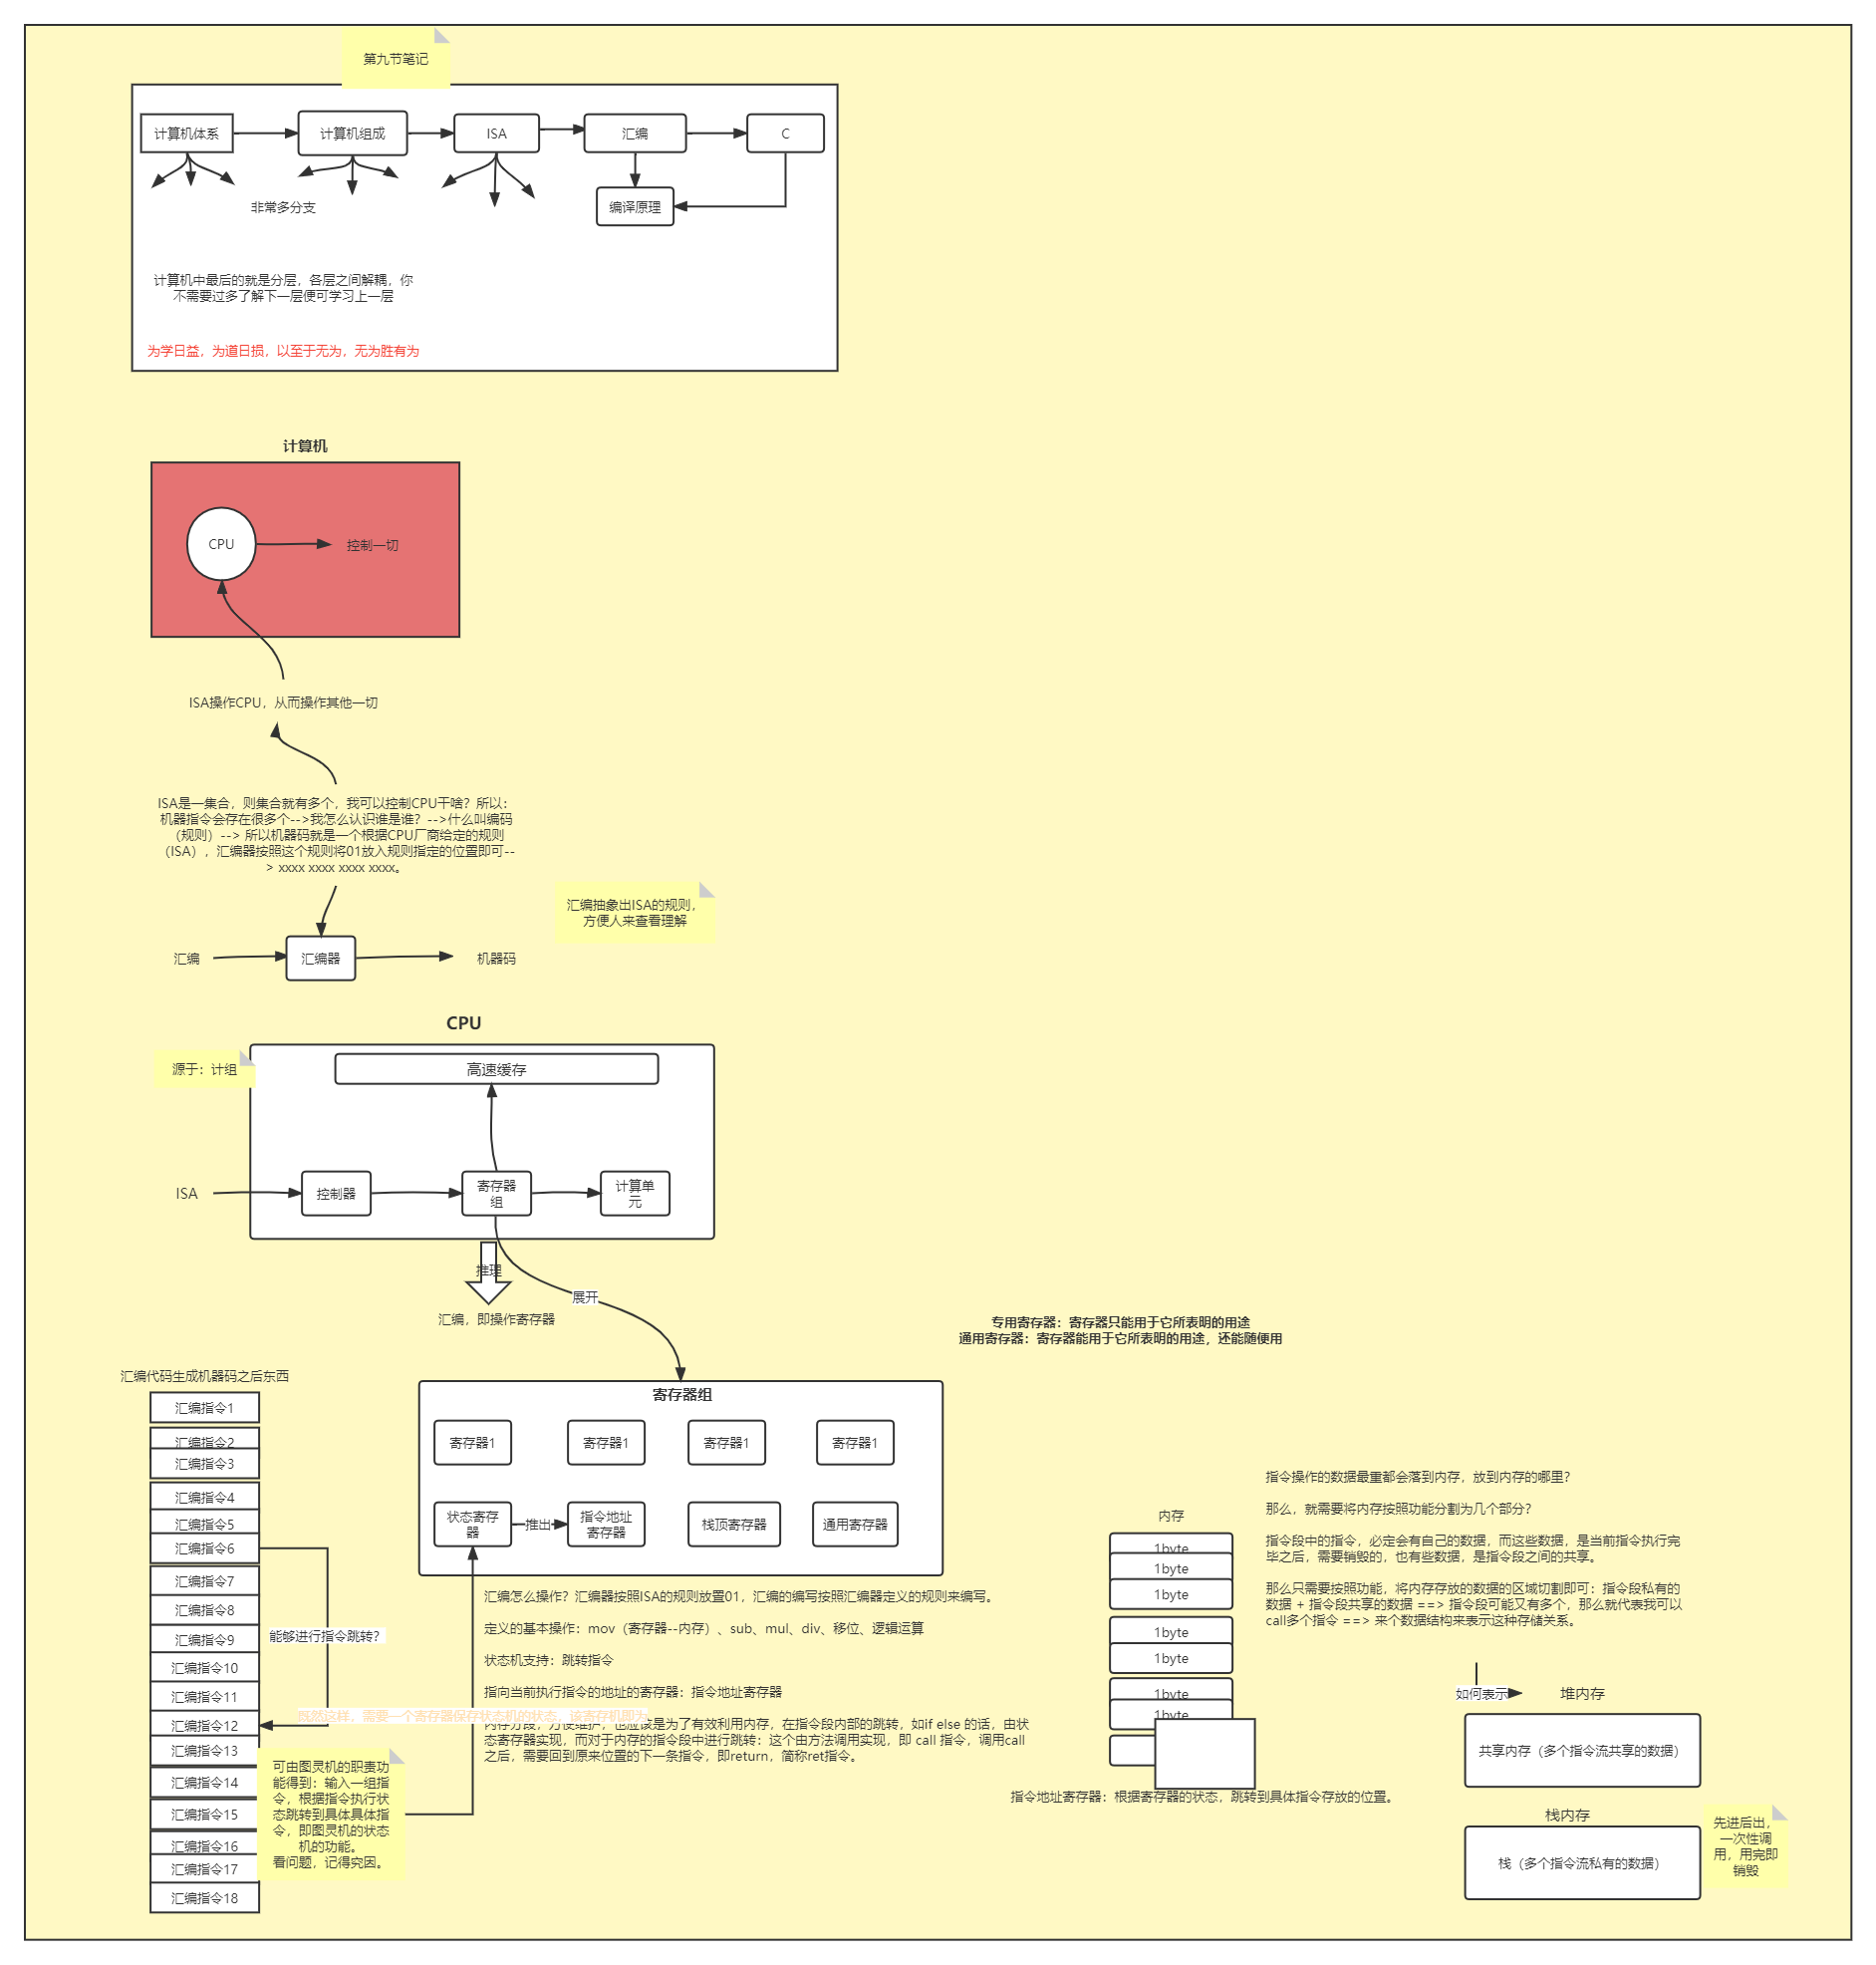 第九节笔记
计算机体系
计算机组成
ISA
汇编
C
编译原理
非常多分支
计算机中最后的就是分层，各层之间解耦，你
不需要过多了解下一层便可学习上一层
为学日益，为道日损，以至于无为，无为胜有为
计算机
CPU
控制一切
ISA操作CPU，从而操作其他一切
ISA是一集合，则集合就有多个，我可以控制CPU干啥？所以：
机器指令会存在很多个-->我怎么认识谁是谁？-->什么叫编码
（规则）--> 所以机器码就是一个根据CPU厂商给定的规则
（ISA），汇编器按照这个规则将01放入规则指定的位置即可--
> xxxx xxxx xxxx xxxx。
汇编抽象出ISA的规则，
方便人来查看理解
汇编
汇编器
机器码
CPU
源于：计组
高速缓存
ISA
控制器
寄存器
组
计算单
元
推理
展开
汇编，即操作寄存器
专用寄存器：寄存器只能用于它所表明的用途
通用寄存器：寄存器能用于它所表明的用途，还能随便用
汇编代码生成机器码之后东西
汇编指令1
汇编指令2
汇编指令3
汇编指令4
汇编指令5
汇编指令6
汇编指令7
汇编指令8
汇编指令9
汇编指令10
汇编指令11
汇编指令12
汇编指令13
汇编指令14
汇编指令15
汇编指令16
汇编指令17
汇编指令18
能够进行指令跳转？
寄存器组
寄存器1
寄存器1
寄存器1
寄存器1
状态寄存
器
推出
指令地址
寄存器
栈顶寄存器
通用寄存器
汇编怎么操作？汇编器按照ISA的规则放置01，汇编的编写按照汇编器定义的规则来编写。
定义的基本操作：mov（寄存器--内存）、sub、mul、div、移位、逻辑运算
状态机支持：跳转指令
指向当前执行指令的地址的寄存器：指令地址寄存器
既然这样，需要一个寄存器保存状态机的状态，该寄存机即为
内存分段，方便维护，也应该是为了有效利用内存，在指令段内部的跳转，如if else 的话，由状
态寄存器实现，而对于内存的指令段中进行跳转：这个由方法调用实现，即 call 指令，调用call
之后，需要回到原来位置的下一条指令，即return，简称ret指令。
可由图灵机的职责功
能得到：输入一组指
令，根据指令执行状
态跳转到具体具体指
令，即图灵机的状态
机的功能。
看问题，记得究因。
内存
1byte
1byte
1byte
1byte
1byte
1byte
1byte
指令地址寄存器：根据寄存器的状态，跳转到具体指令存放的位置。
指令操作的数据最重都会落到内存，放到内存的哪里？
那么，就需要将内存按照功能分割为几个部分？
指令段中的指令，必定会有自己的数据，而这些数据，是当前指令执行完
毕之后，需要销毁的，也有些数据，是指令段之间的共享。
那么只需要按照功能，将内存存放的数据的区域切割即可：指令段私有的
数据 + 指令段共享的数据 ==> 指令段可能又有多个，那么就代表我可以
call多个指令 ==> 来个数据结构来表示这种存储关系。
如何表示
堆内存
共享内存（多个指令流共享的数据）
栈内存
栈（多个指令流私有的数据）
先进后出，
一次性调
用，用完即
销毁